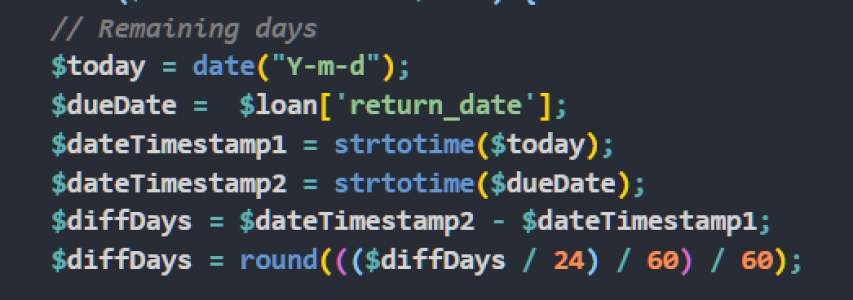 // Remaining days
$today = date("Y-m-d");
$dueDate =  $loan['return_date'];
$dateTimestamp1 = strtotime($today);
$dateTimestamp2 = strtotime($dueDate);
$diffDays = $dateTimestamp2 - $dateTimestamp1;
$diffDays = round((($diffDays / 24) / 60) / 60);